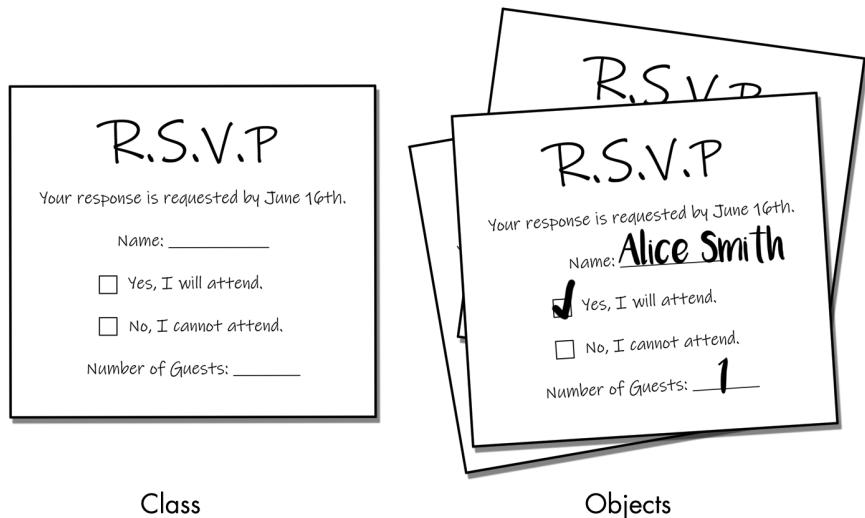 R.S.V.P
Your response is requested by June 16th.
Name:
Yes, I will attend.
No, I cannot attend.
Number of Guests:
Class
R.S.V.P
R.S.V.P
Your response is requested by June 16th.
Name: Alice Smith
Yes, I will attend.
No, I cannot attend.
Number of Guests: 1
Objects